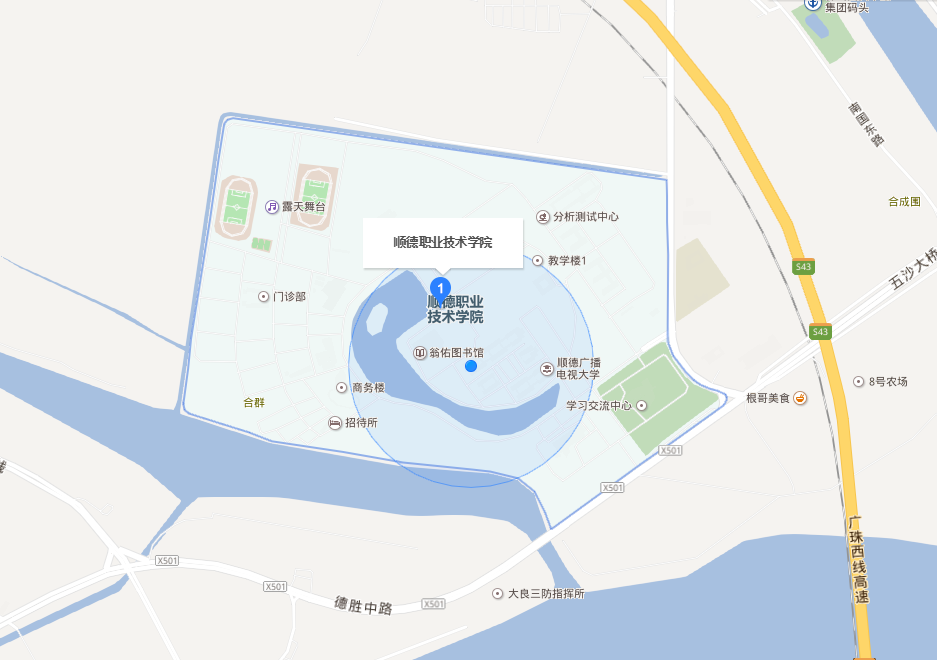 集团码头
南国东路
合成围
露天舞台
分析测试中心
顺德职业技术学院
教学楼1
五沙大桥
S43
1
门诊部
顺德职业
技术学院
S43
翁佑图书馆
顺德广播
电视大学
商务楼
8号农场
合群
学习交流中心
根哥美食
招待所
X501
线
X501
广珠西线高速
X501
X501
德胜中路
X501
大良三防指挥所